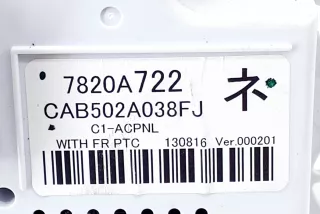 7820A722
ネ
CAB502A038FJ
C1-ACPNL
WITH FR PTC 130816 Ver.000201